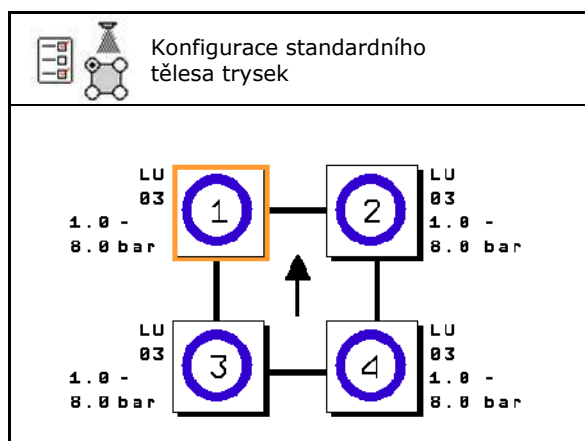 Konfigurace standardního
tělesa trysek
LU
03
1.0 -
8.0 bar
1
2
LU
03
1.0 -
8.0 bar
LU
03
1.0 -
8.0 bar
3
4
LU
03
1.0 -
8.0 bar